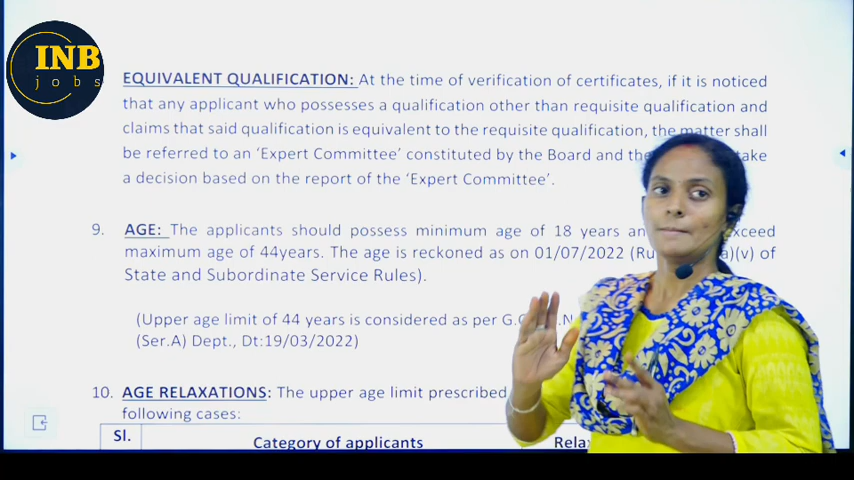 INB
jobs
EQUIVALENT QUALIFICATION: At the time of verification of certificates, if it is noticed
that any applicant who possesses a qualification other than requisite qualification and
claims that said qualification is equivalent to the requisite qualification, the matter shall
be referred to an ‘Expert Committee’ constituted by the Board and take
a decision based on the report of the ‘Expert Committee’.
9. AGE: The applicants should possess minimum age of 18 years
maximum age of 44years. The age is reckoned as on 01/07/2022 of
State and Subordinate Service Rules).
(Upper age limit of 44 years is considered as per
(Ser.A) Dept., Dt:19/03/2022)
10. AGE RELAXATIONS: The upper age limit prescribed
following cases:
Sl. Category of applicants